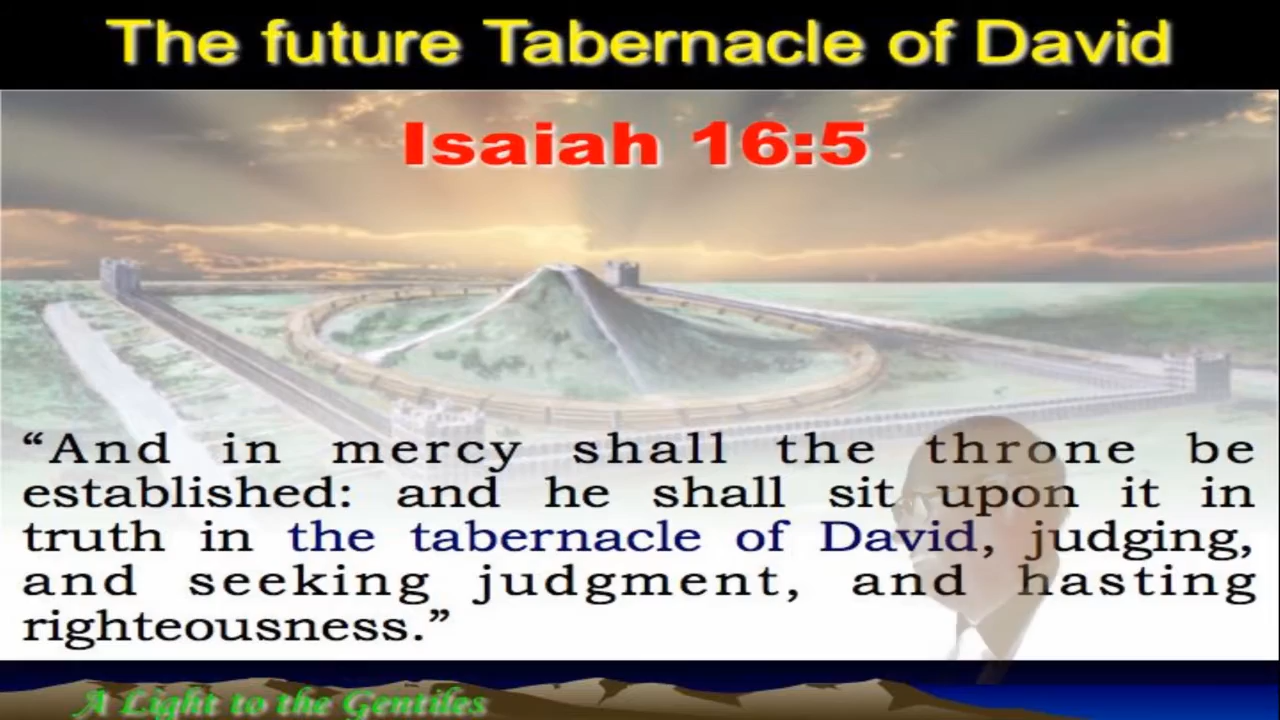 The future Tabernacle of David
Isaiah 16:5
“And in mercy shall the throne be
established: and he shall sit upon it in
truth in the tabernacle of David, judging,
and seeking judgment, and hasting
righteousness.”
A Light to the Gentiles